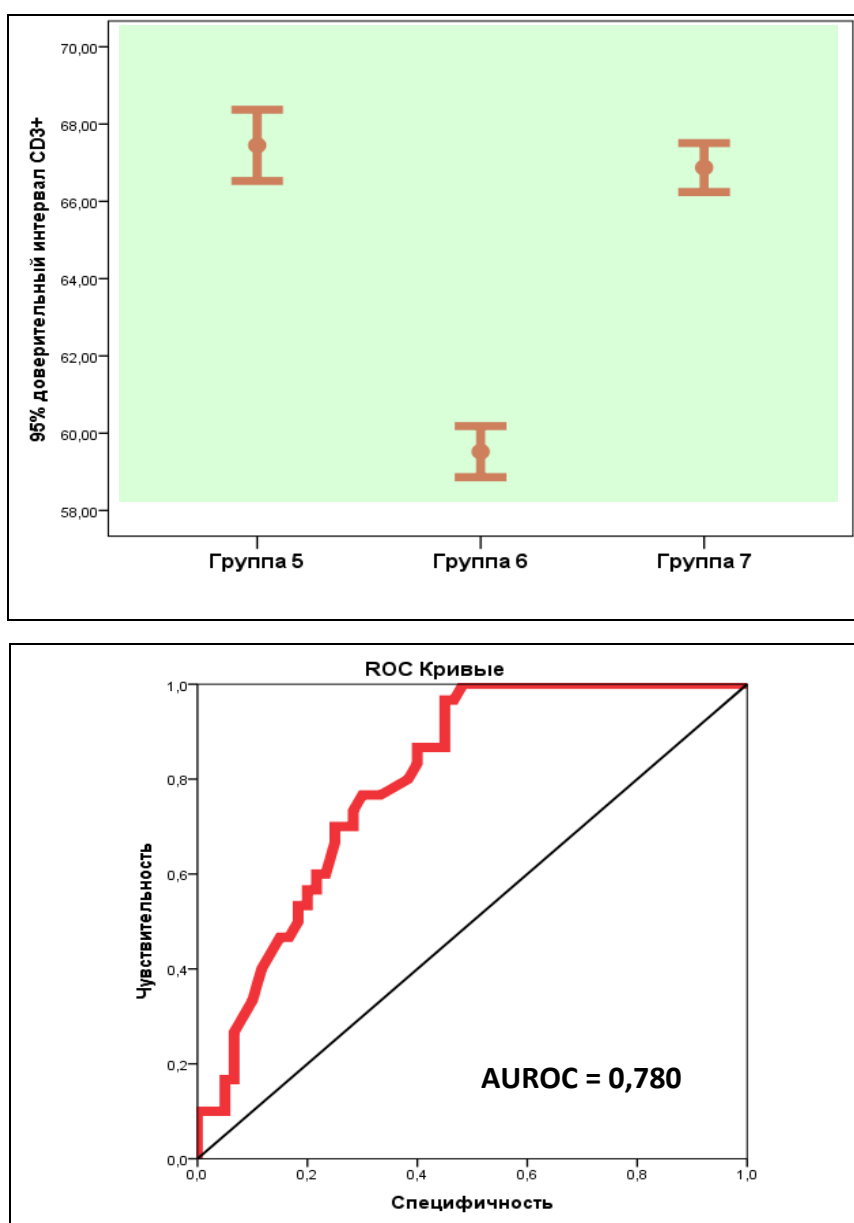 70,00
68,00
66,00
64,00
62,00
60,00
58,00
95% доверительный интервал CD3+
Группа 5 Группа 6 Группа 7
ROC Кривые
1,0
0,8
0,6
0,4
0,2
0,0
Чувствительность
AUROC = 0,780
0,0 0,2 0,4 0,6 0,8 1,0
Специфичность